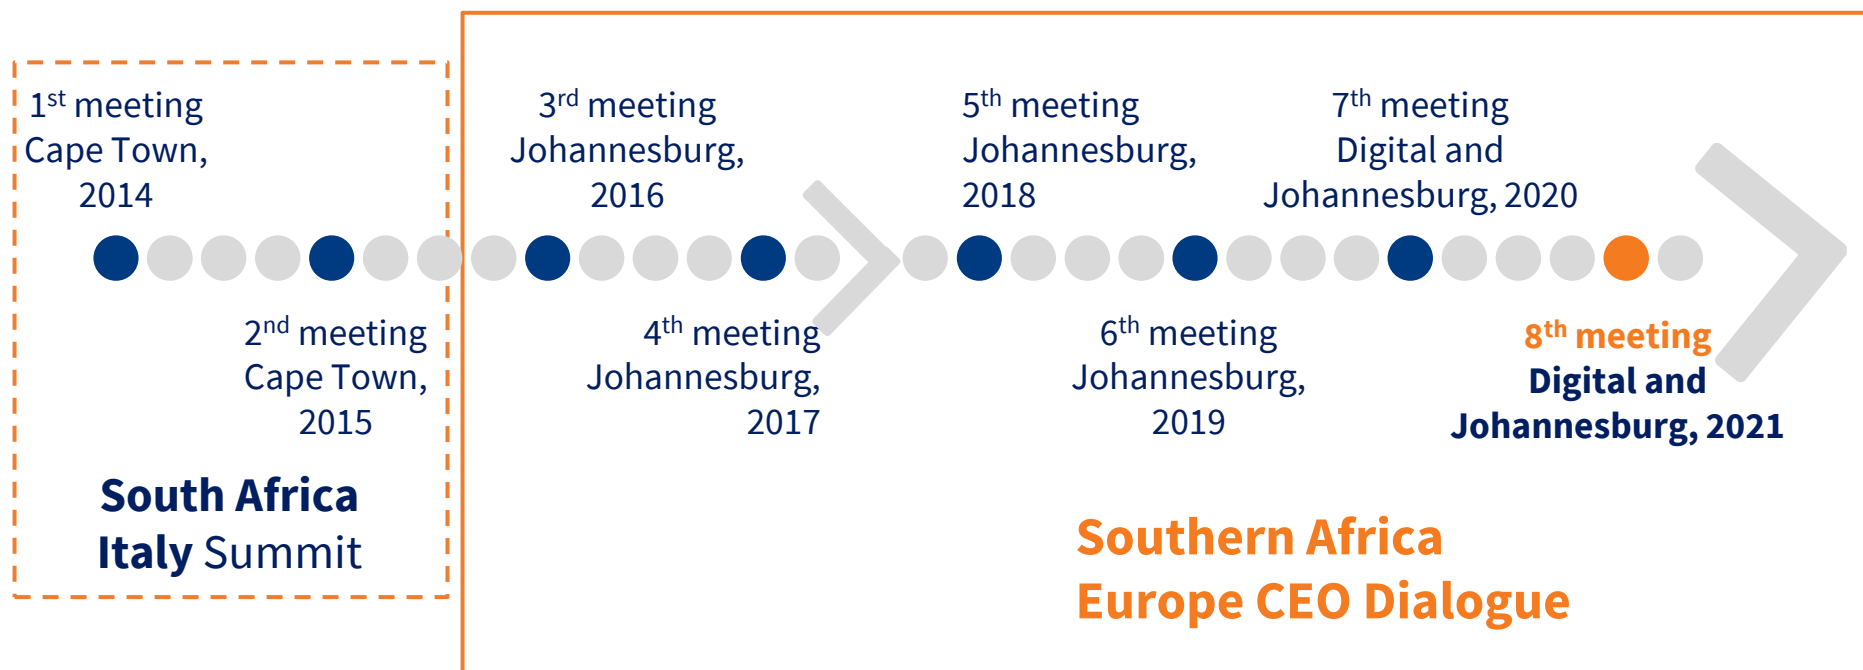 1st meeting
Cape Town,
2014
3rd meeting
Johannesburg,
2016
5th meeting
Johannesburg,
2018
7th meeting
Digital and
Johannesburg, 2020
2nd meeting
Cape Town,
2015
4th meeting
Johannesburg,
2017
6th meeting
Johannesburg,
2019
8th meeting
Digital and
Johannesburg, 2021
South Africa
Italy Summit
Southern Africa
Europe CEO Dialogue